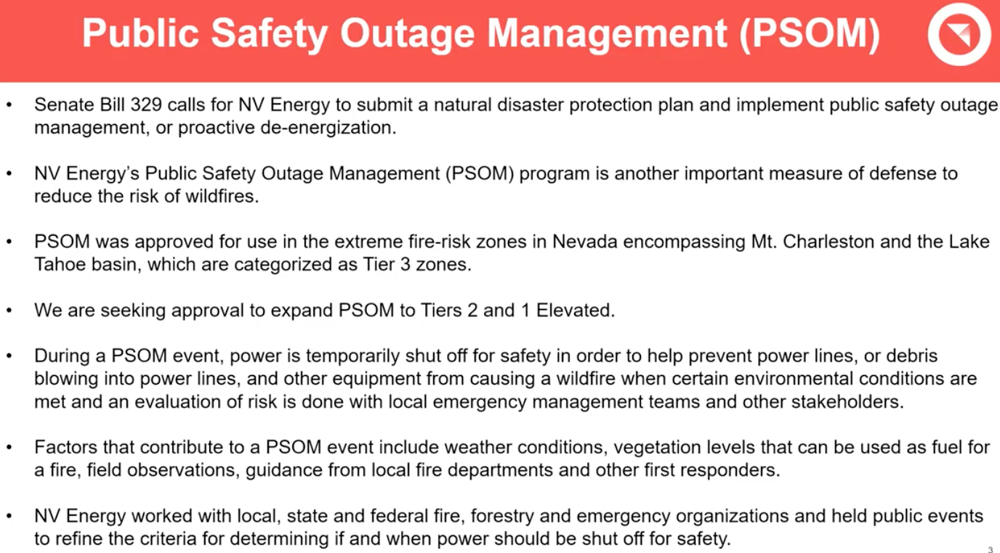 Public Safety Outage Management (PSOM)
• Senate Bill 329 calls for NV Energy to submit a natural disaster protection plan and implement public safety outage
management, or proactive de-energization.
• NV Energy’s Public Safety Outage Management (PSOM) program is another important measure of defense to
reduce the risk of wildfires.
• PSOM was approved for use in the extreme fire-risk zones in Nevada encompassing Mt. Charleston and the Lake
Tahoe basin, which are categorized as Tier 3 zones.
• We are seeking approval to expand PSOM to Tiers 2 and 1 Elevated.
• During a PSOM event, power is temporarily shut off for safety in order to help prevent power lines, or debris
blowing into power lines, and other equipment from causing a wildfire when certain environmental conditions are
met and an evaluation of risk is done with local emergency management teams and other stakeholders.
• Factors that contribute to a PSOM event include weather conditions, vegetation levels that can be used as fuel for
a fire, field observations, guidance from local fire departments and other first responders.
• NV Energy worked with local, state and federal fire, forestry and emergency organizations and held public events
to refine the criteria for determining if and when power should be shut off for safety.
3